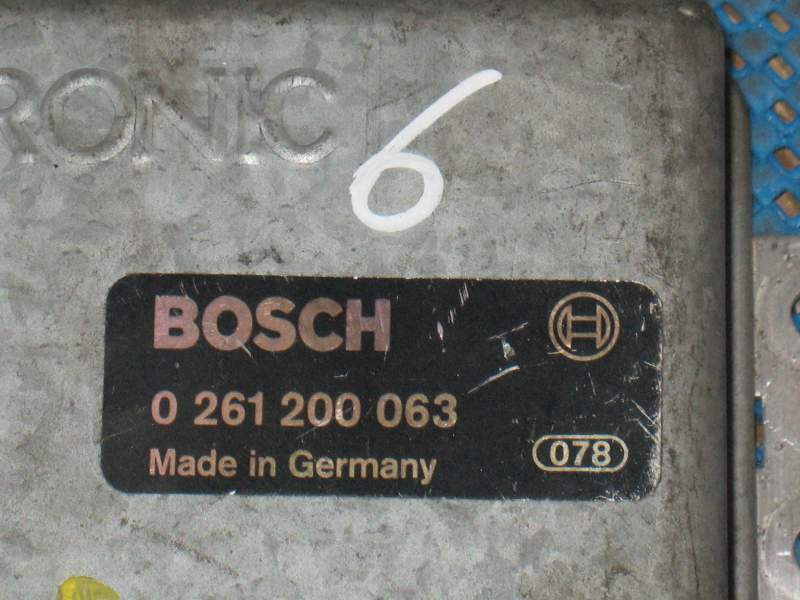 RONIC
6
BOSCH
0 261 200 063
Made in Germany
078